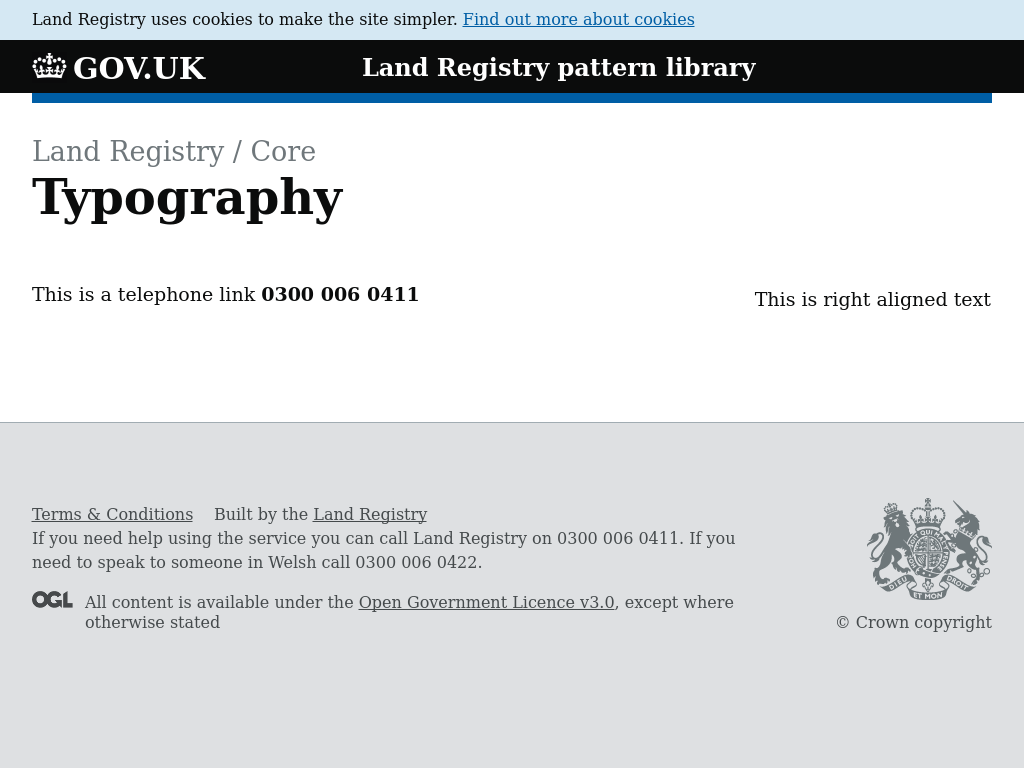 Land Registry uses cookies to make the site simpler. Find out more about cookies
GOV.UK
Land Registry pattern library
Land Registry / Core
Typography
This is a telephone link 0300 006 0411
This is right aligned text
Terms & Conditions Built by the Land Registry
If you need help using the service you can call Land Registry on 0300 006 0411. If you
need to speak to someone in Welsh call 0300 006 0422.
OGL
All content is available under the Open Government Licence v3.0, except where
otherwise stated
DIEU ET MON DROIT
© Crown copyright